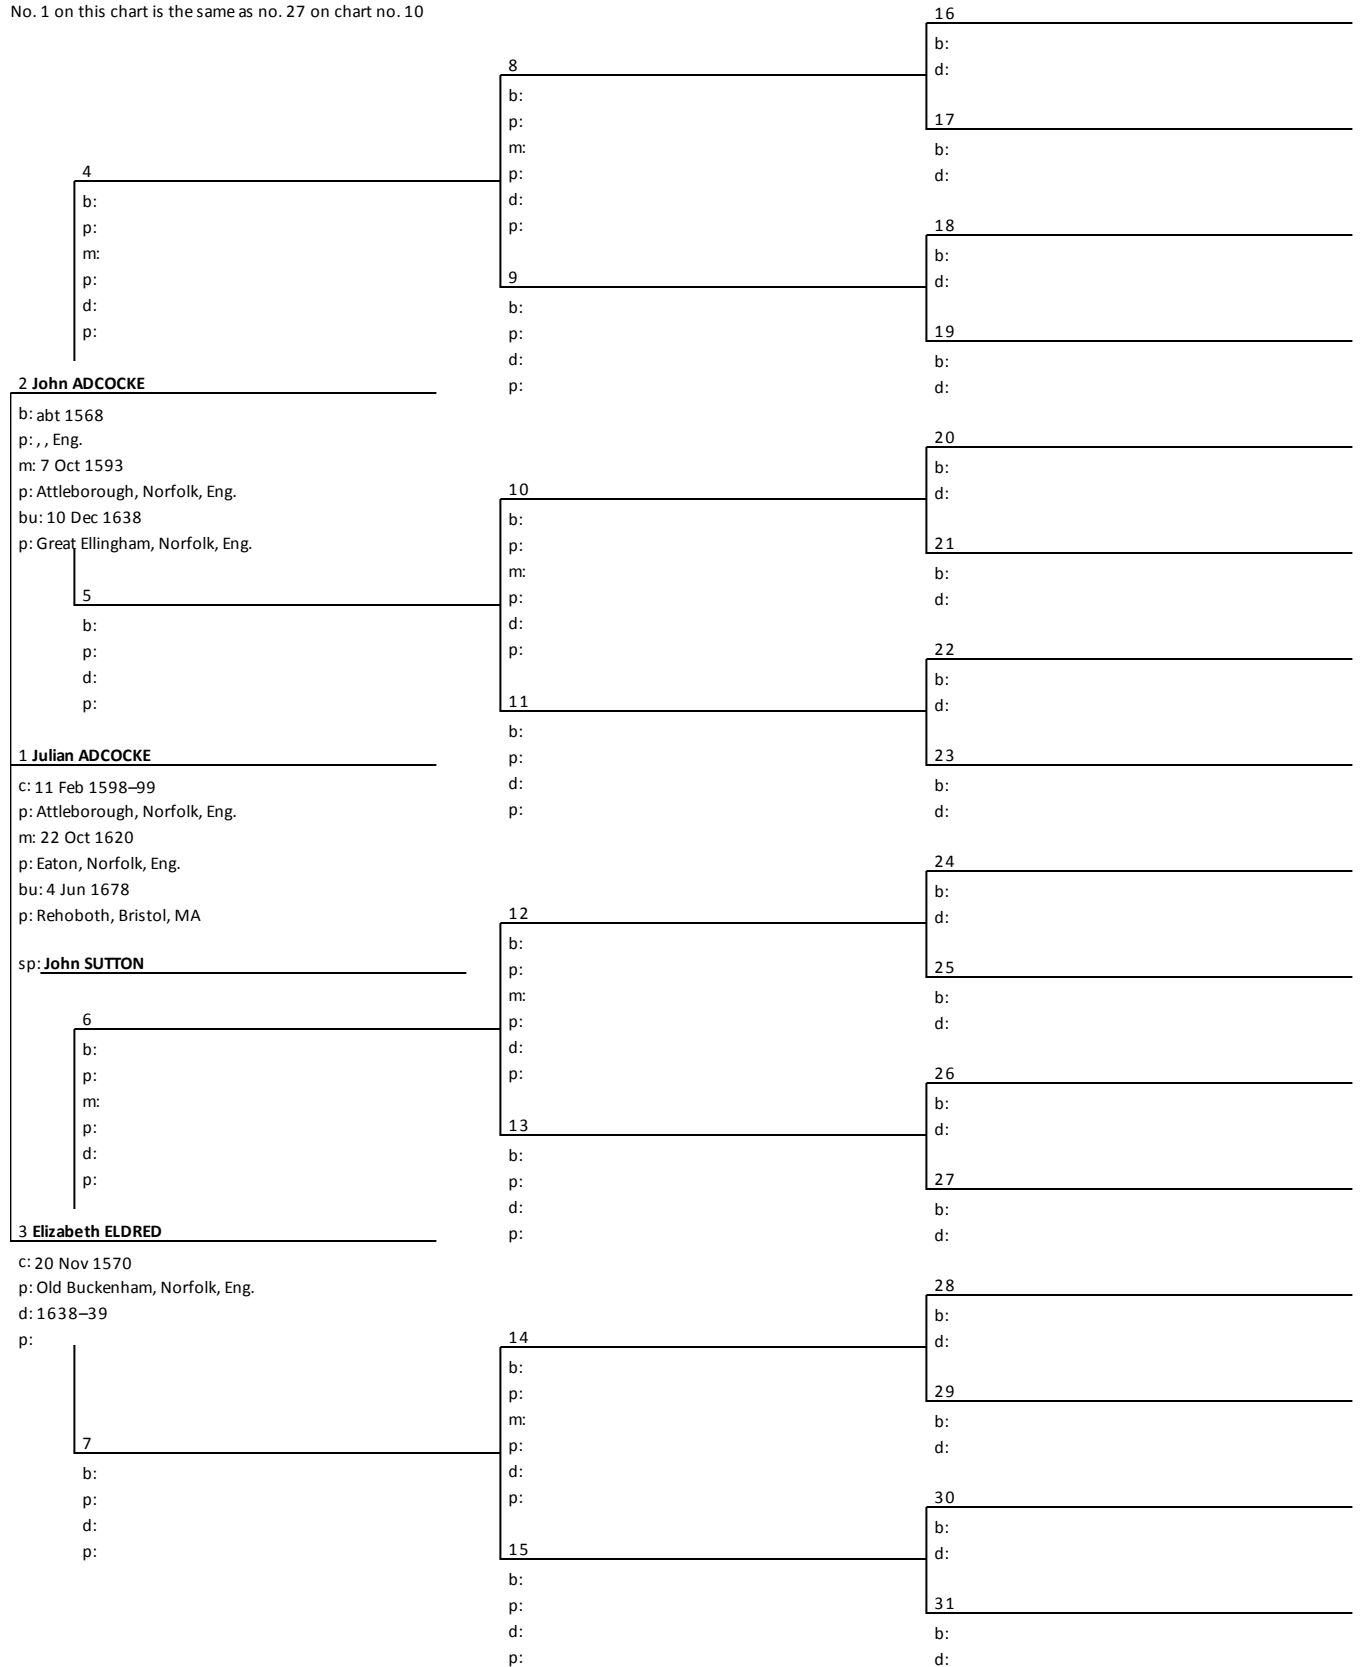 No. 1 on this chart is the same as no. 27 on chart no. 10
16
b:
d:
8
b:
p:
m:
p:
d:
p:
17
b:
d:
4
b:
p:
m:
p:
d:
p:
18
b:
d:
9
b:
p:
d:
p:
19
b:
d:
2 John ADCOCKE
b: abt 1568
p: , , Eng.
m: 7 Oct 1593
p: Attleborough, Norfolk, Eng.
bu: 10 Dec 1638
p: Great Ellingham, Norfolk, Eng.
20
b:
d:
10
b:
p:
m:
p:
d:
p:
21
b:
d:
5
b:
p:
d:
p:
22
b:
d:
11
b:
p:
d:
p:
23
b:
d:
1 Julian ADCOCKE
c: 11 Feb 1598–99
p: Attleborough, Norfolk, Eng.
m: 22 Oct 1620
p: Eaton, Norfolk, Eng.
bu: 4 Jun 1678
p: Rehoboth, Bristol, MA
sp: John SUTTON
24
b:
d:
12
b:
p:
m:
p:
d:
p:
25
b:
d:
6
b:
p:
m:
p:
d:
p:
26
b:
d:
13
b:
p:
d:
p:
27
b:
d:
3 Elizabeth ELDRED
c: 20 Nov 1570
p: Old Buckenham, Norfolk, Eng.
d: 1638–39
p:
28
b:
d:
14
b:
p:
m:
p:
d:
p:
29
b:
d:
7
b:
p:
d:
p:
30
b:
d:
15
b:
p:
d:
p:
31
b:
d: